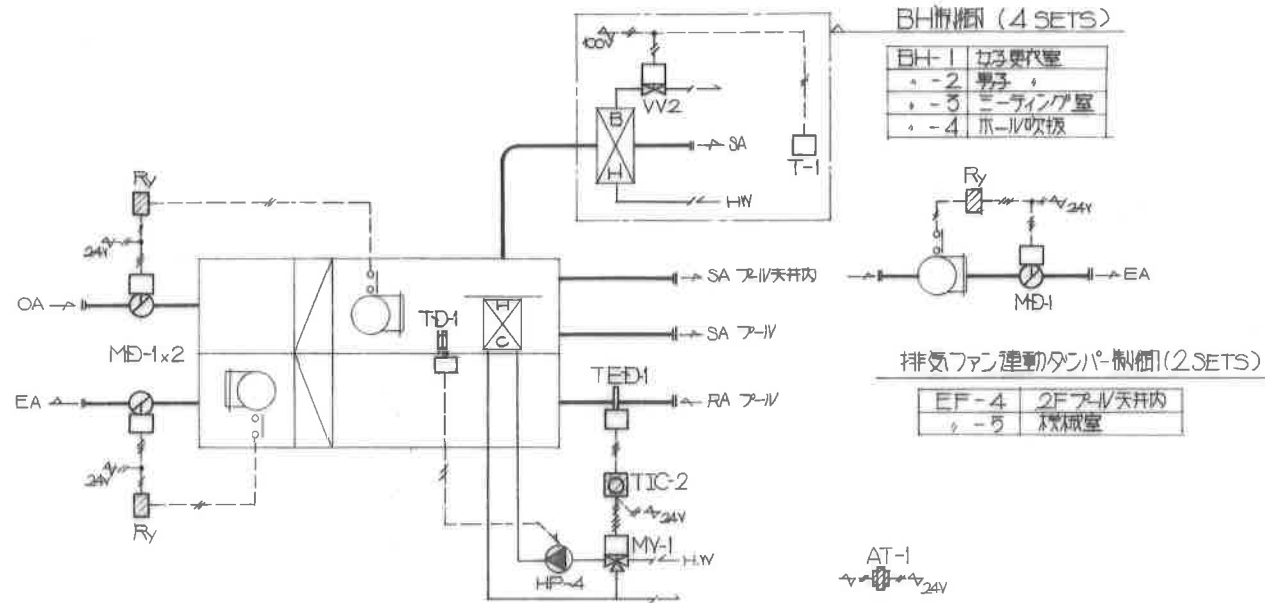 BH制御 (4 SETS)
BH-1 女子更衣室
〃-2 男子 〃
〃-3 ミーティング室
〃-4 ホール吹抜
100V
VV2
B
H
SA
T-1
HW
Ry
24V
OA
MD-1x2
EA
24V
Ry
TD-1
H
C
SA プール天井内
SA プール
TED-1
RA プール
TIC-2
24V
MV-1
HW
HP-4
Ry
24V
MD-1
EA
排気ファン連動ダンパー制御(2 SETS)
EF-4 2Fプール天井内
〃-5 機械室
AT-1
24V